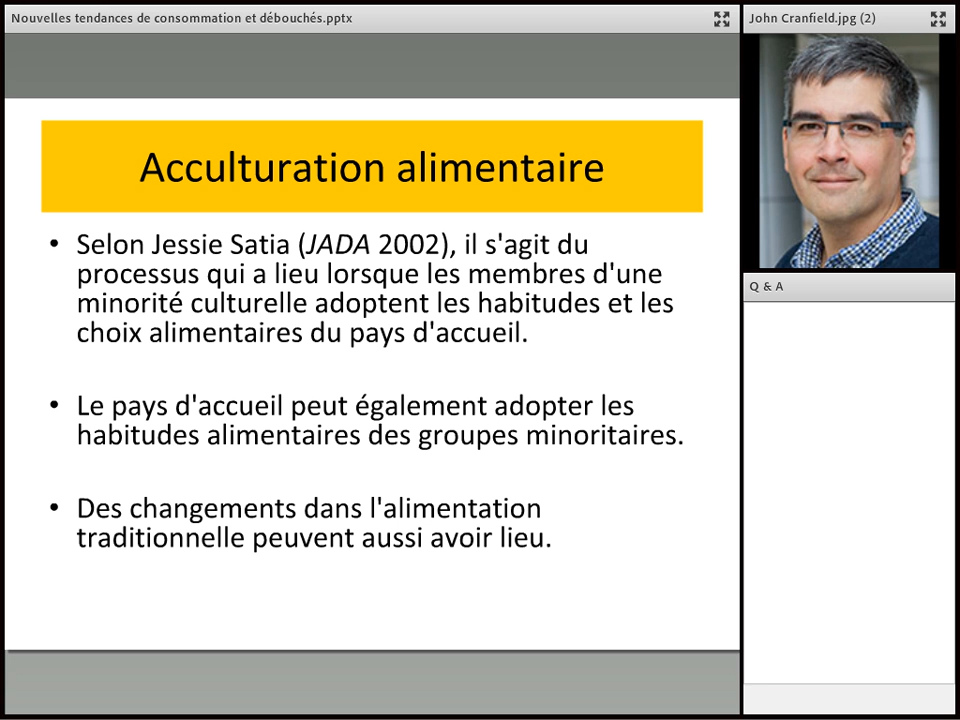 Nouvelles tendances de consommation et débouchés.pptx
John Cranfield.jpg (2)
Acculturation alimentaire
• Selon Jessie Satia (JADA 2002), il s'agit du
processus qui a lieu lorsque les membres d'une
minorité culturelle adoptent les habitudes et les
choix alimentaires du pays d'accueil.
• Le pays d'accueil peut également adopter les
habitudes alimentaires des groupes minoritaires.
• Des changements dans l'alimentation
traditionnelle peuvent aussi avoir lieu.
Q & A